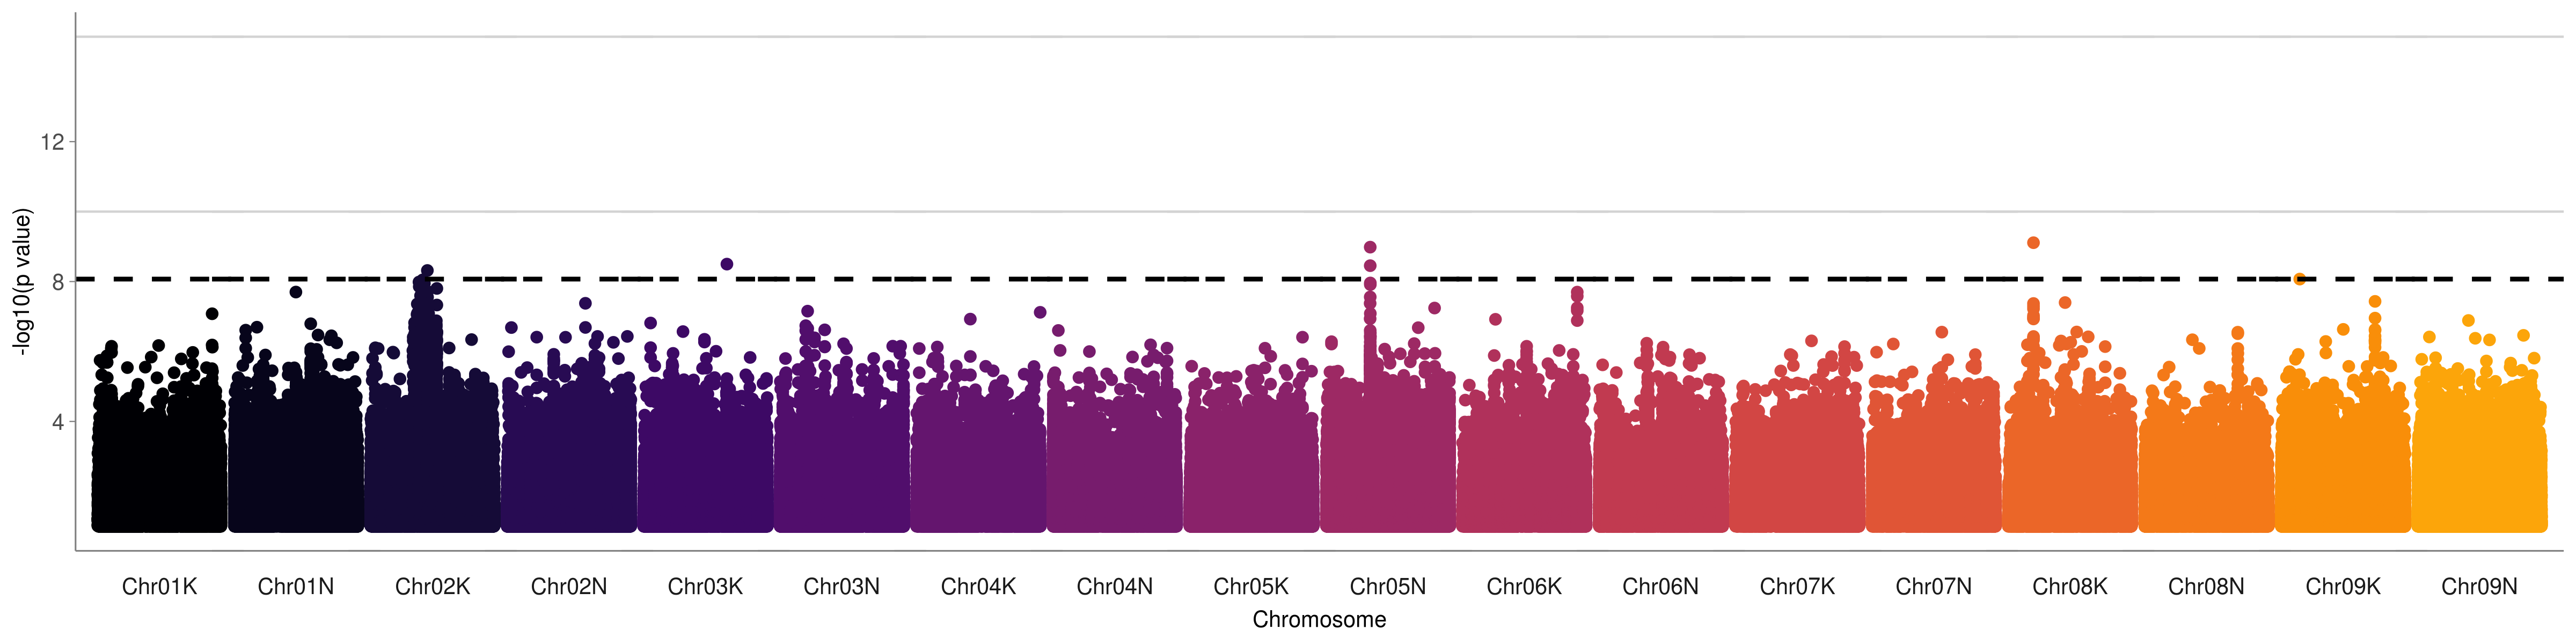 -log10(p value)
12
8
4
Chr01K Chr01N Chr02K Chr02N Chr03K Chr03N Chr04K Chr04N Chr05K Chr05N Chr06K Chr06N Chr07K Chr07N Chr08K Chr08N Chr09K Chr09N
Chromosome